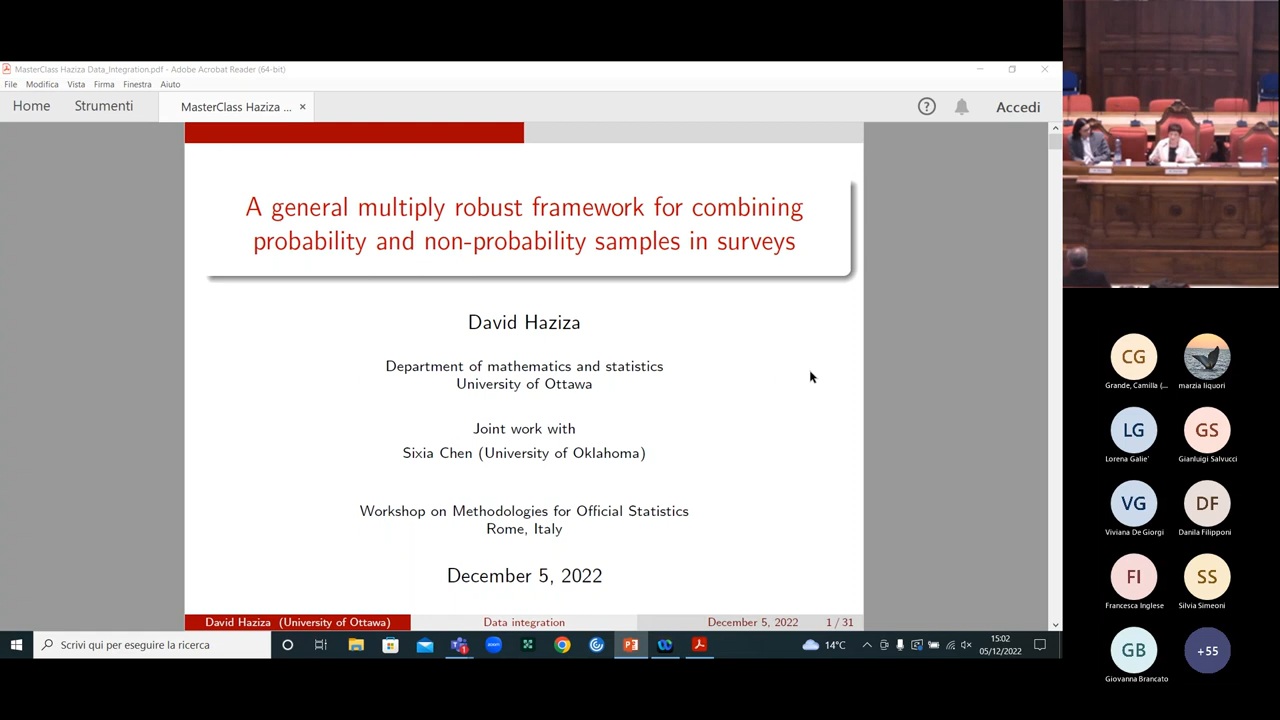 MasterClass Haziza Data_Integration.pdf - Adobe Acrobat Reader (64-bit)
File Modifica Vista Firma Finestra Aiuto
Home Strumenti MasterClass Haziza ... × ? Accedi
A general multiply robust framework for combining
probability and non-probability samples in surveys
David Haziza
Department of mathematics and statistics
University of Ottawa
Joint work with
Sixia Chen (University of Oklahoma)
Workshop on Methodologies for Official Statistics
Rome, Italy
December 5, 2022
David Haziza (University of Ottawa) Data integration December 5, 2022 1 / 31
Scrivi qui per eseguire la ricerca
14°C
15:02
05/12/2022
CG
Grande, Camilla (...
marzia liquori
LG
Lorena Galie'
GS
Gianluigi Salvucci
VG
Viviana De Giorgi
DF
Danila Filipponi
FI
Francesca Inglese
SS
Silvia Simeoni
GB
Giovanna Brancato
+55